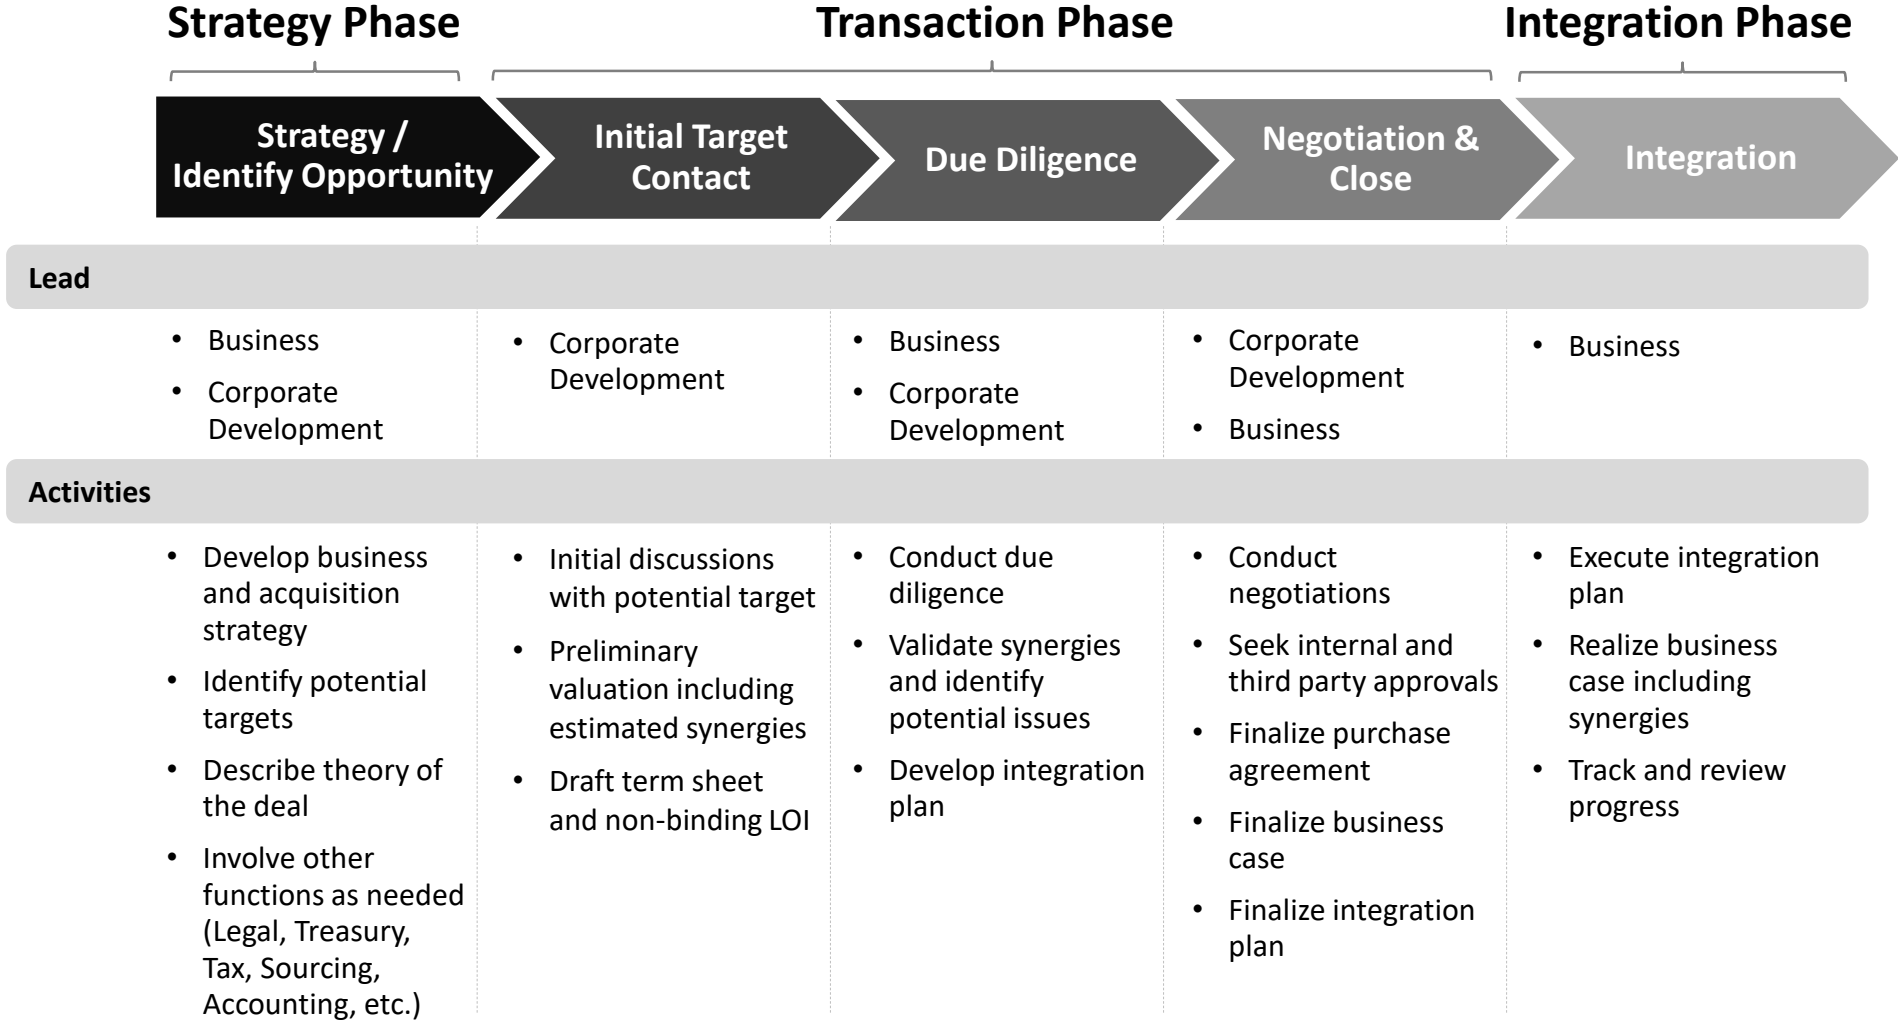 Strategy Phase
Transaction Phase
Integration Phase
Strategy /
Identify Opportunity
Initial Target
Contact
Due Diligence
Negotiation &
Close
Integration
Lead
• Business
• Corporate
Development
• Corporate
Development
• Business
• Corporate
Development
• Corporate
Development
• Business
• Business
Activities
• Develop business
and acquisition
strategy
• Identify potential
targets
• Describe theory of
the deal
• Involve other
functions as needed
(Legal, Treasury,
Tax, Sourcing,
Accounting, etc.)
• Initial discussions
with potential target
• Preliminary
valuation including
estimated synergies
• Draft term sheet
and non-binding LOI
• Conduct due
diligence
• Validate synergies
and identify
potential issues
• Develop integration
plan
• Conduct
negotiations
• Seek internal and
third party approvals
• Finalize purchase
agreement
• Finalize business
case
• Finalize integration
plan
• Execute integration
plan
• Realize business
case including
synergies
• Track and review
progress